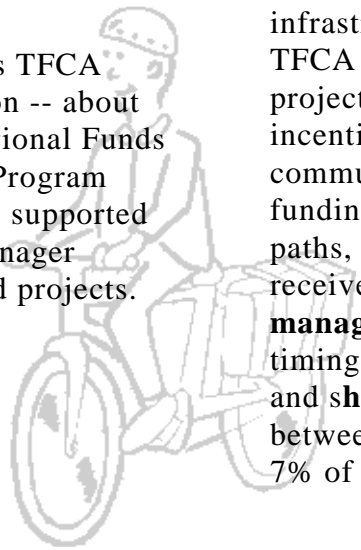 s TFCA
on -- about
gional Funds
Program
supported
nager
d projects.
infrast
TFCA
project
incenti
commu
fundin
paths,
receive
manag
timing
and sh
betwee
7% of